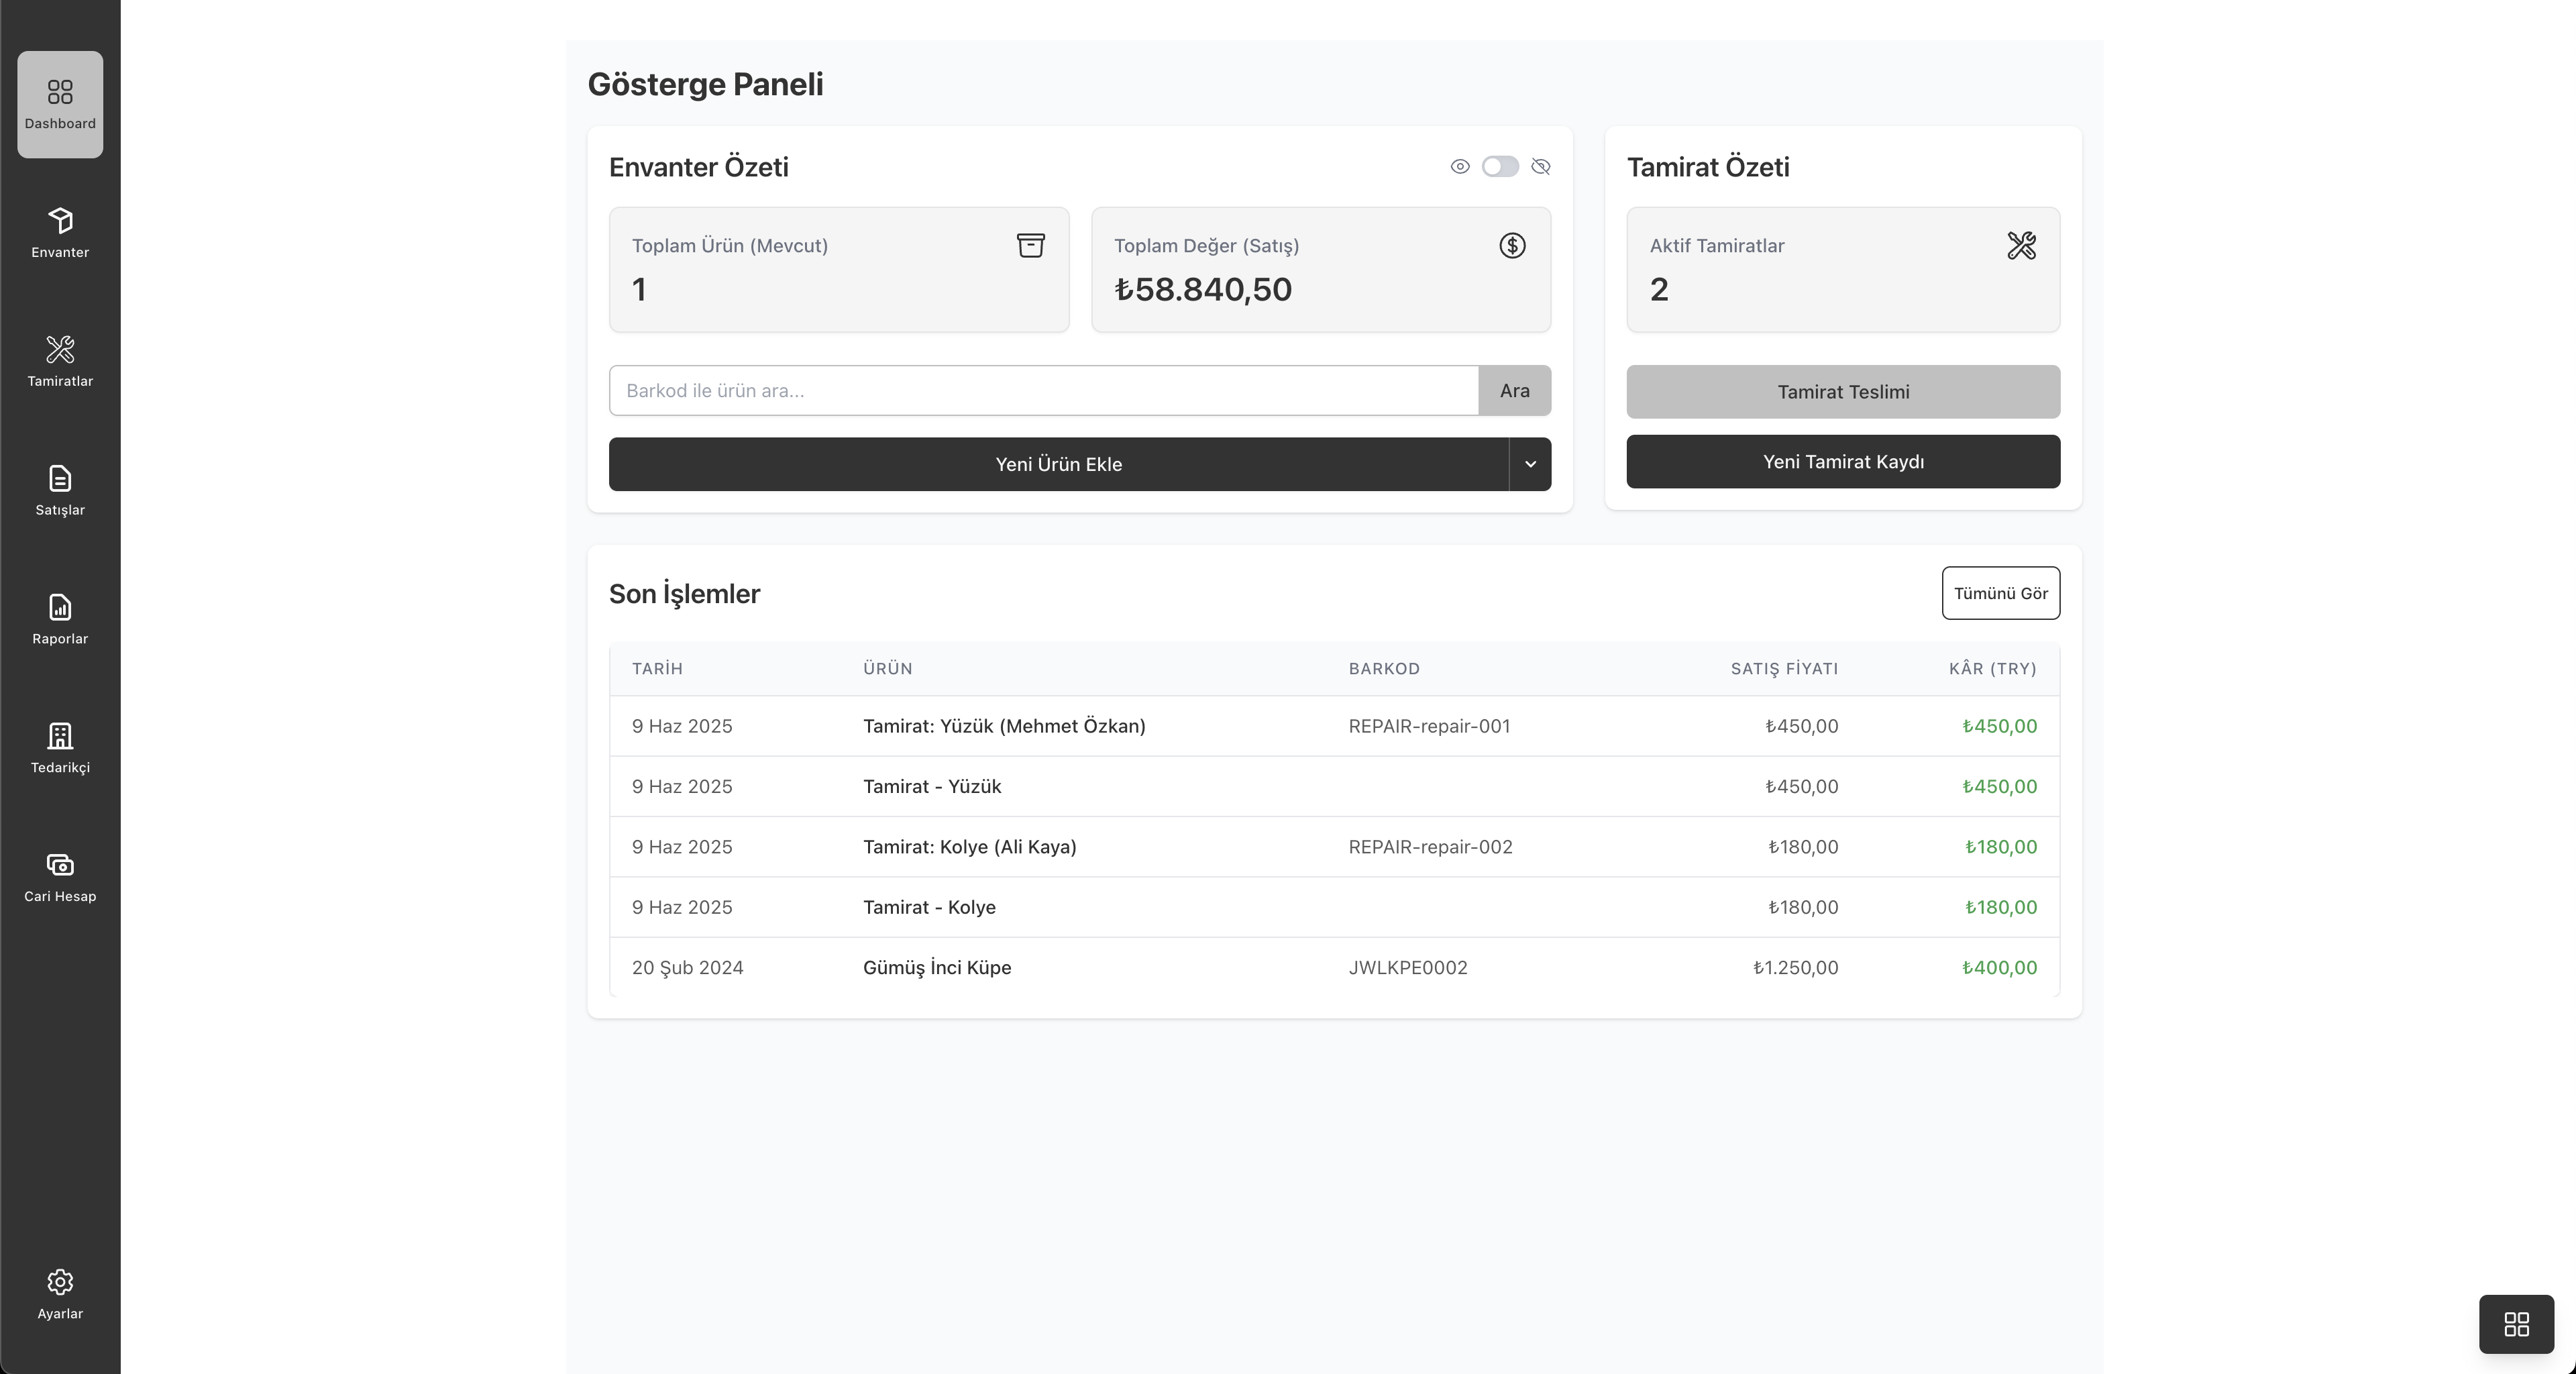 Dashboard
Envanter
Tamiratlar
Satışlar
Raporlar
Tedarikçi
Cari Hesap
Ayarlar
Gösterge Paneli
Envanter Özeti
Toplam Ürün (Mevcut)
1
Toplam Değer (Satış)
₺58.840,50
Barkod ile ürün ara...
Ara
Yeni Ürün Ekle
Tamirat Özeti
Aktif Tamiratlar
2
Tamirat Teslimi
Yeni Tamirat Kaydı
Son İşlemler
Tümünü Gör
TARİH ÜRÜN BARKOD SATIŞ FİYATI KÂR (TRY)
9 Haz 2025 Tamirat: Yüzük (Mehmet Özkan) REPAIR-repair-001 ₺450,00 ₺450,00
9 Haz 2025 Tamirat - Yüzük ₺450,00 ₺450,00
9 Haz 2025 Tamirat: Kolye (Ali Kaya) REPAIR-repair-002 ₺180,00 ₺180,00
9 Haz 2025 Tamirat - Kolye ₺180,00 ₺180,00
20 Şub 2024 Gümüş İnci Küpe JWLKPE0002 ₺1.250,00 ₺400,00